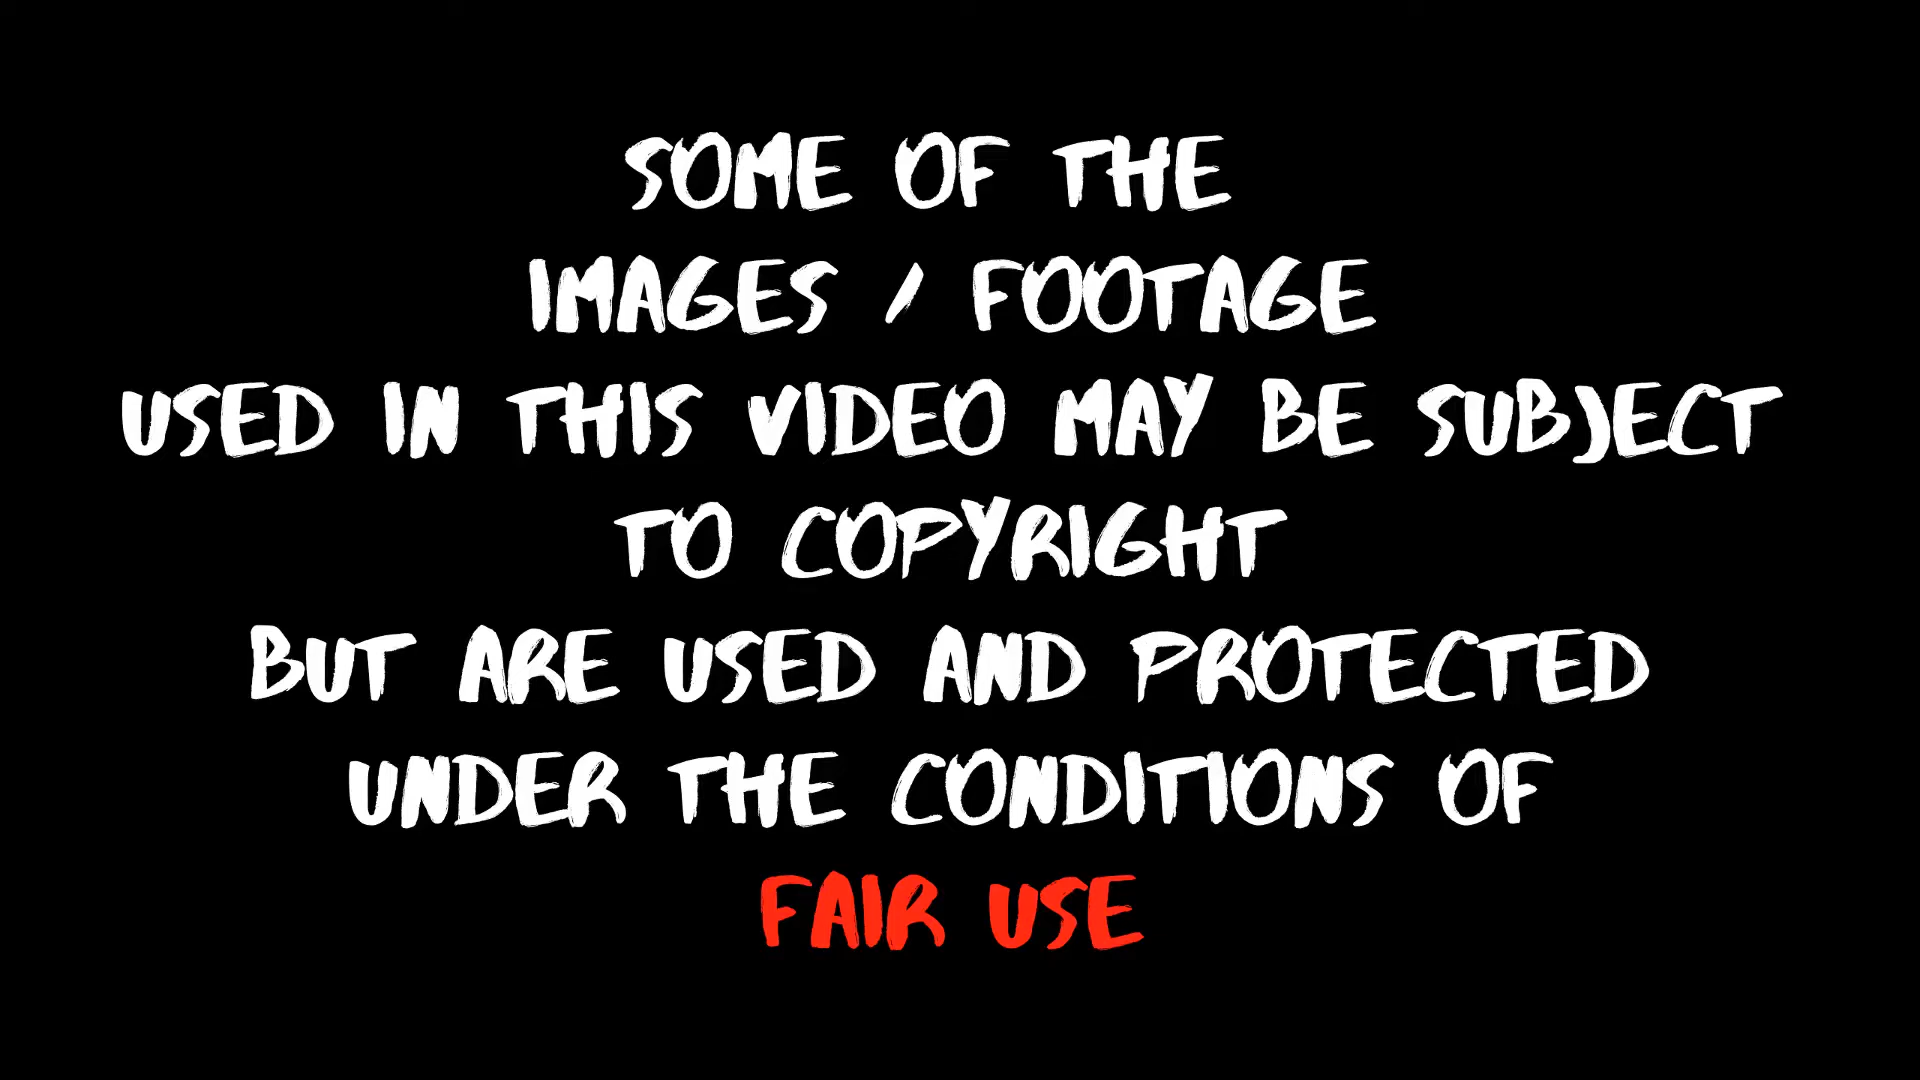 SOME OF THE
IMAGES / FOOTAGE
USED IN THIS VIDEO MAY BE SUBJECT
TO COPYRIGHT
BUT ARE USED AND PROTECTED
UNDER THE CONDITIONS OF
FAIR USE